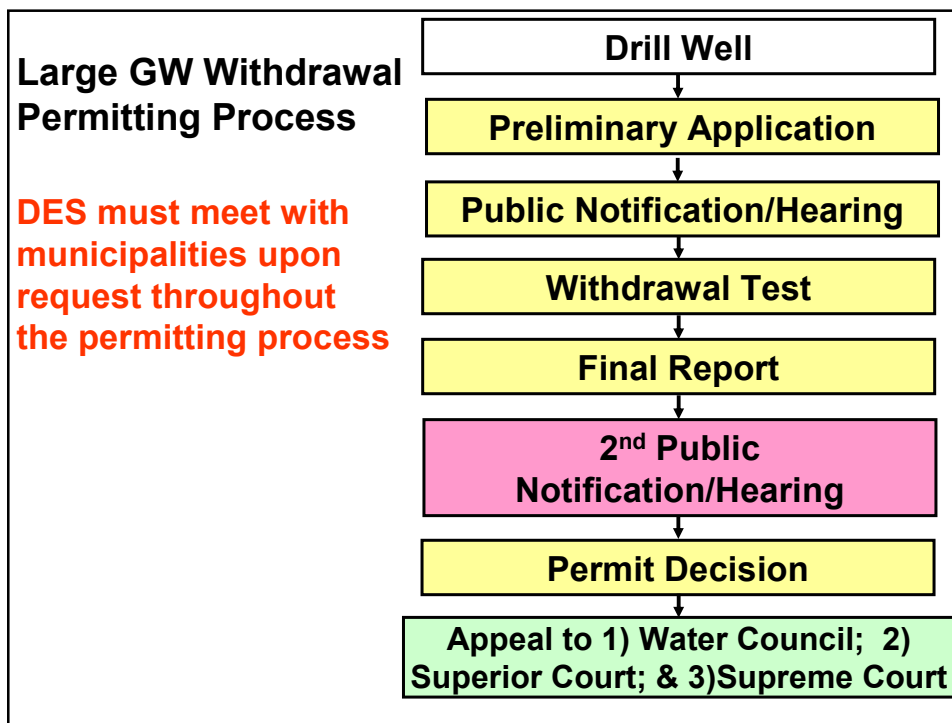 Large GW Withdrawal
Permitting Process
DES must meet with
municipalities upon
request throughout
the permitting process
Drill Well
Preliminary Application
Public Notification/Hearing
Withdrawal Test
Final Report
2nd Public
Notification/Hearing
Permit Decision
Appeal to 1) Water Council; 2)
Superior Court; & 3)Supreme Court